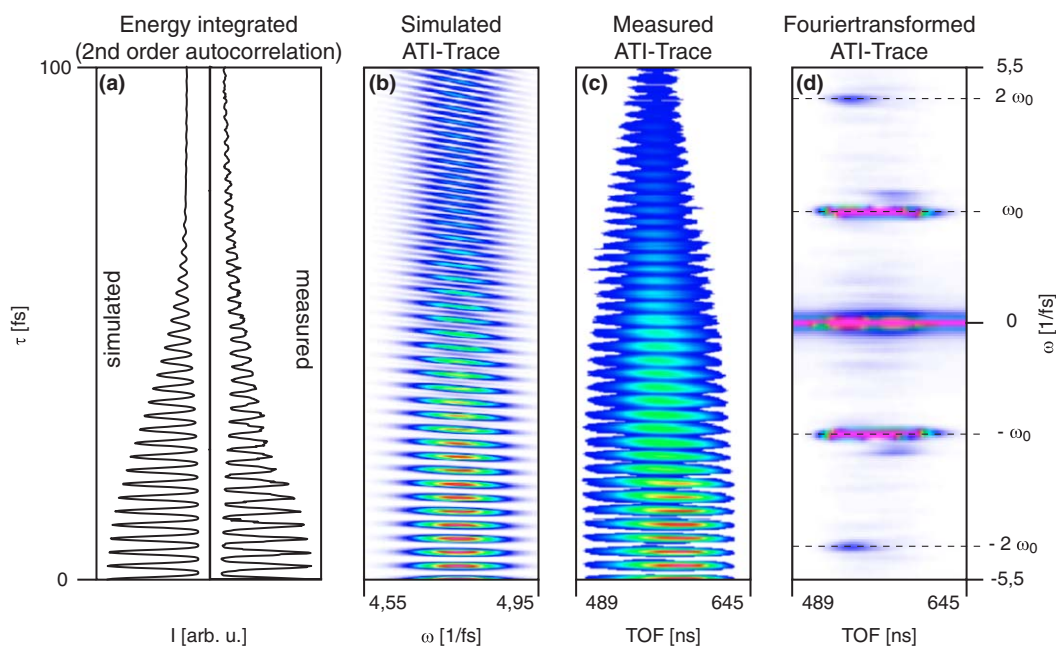 Energy integrated
(2nd order autocorrelation)
Simulated
ATI-Trace
Measured
ATI-Trace
Fouriertransformed
ATI-Trace
100
(a)
(b)
(c)
(d)
5,5
2 ω₀
ω₀
τ [fs]
simulated
measured
0
ω [1/fs]
- ω₀
- 2 ω₀
0
-5,5
4,55
4,95
489
645
489
645
I [arb. u.]
ω [1/fs]
TOF [ns]
TOF [ns]